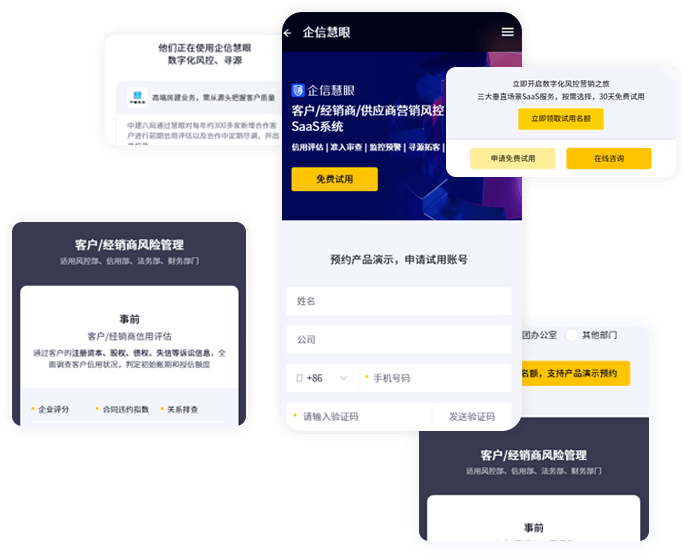 他们正在使用企信慧眼
数字化风控、寻源
高端房建业务，需从源头把握客户质量
中建六局通过慧眼对每年约300多家新增合作客
户进行前期信用评估以及合作中定期尽调，并出
企信慧眼
企信慧眼
客户/经销商/供应商营销风控
SaaS系统
信用评估 | 准入审查 | 监控预警 | 寻源拓客 |
免费试用
预约产品演示，申请试用账号
姓名
公司
+86
* 手机号码
* 请输入验证码
发送验证码
立即开启数字化风控营销之旅
三大垂直场景SaaS服务，按需选择，30天免费试用
立即领取试用名额
申请免费试用
在线咨询
客户/经销商风险管理
适用风控部、信用部、法务部、财务部门
事前
客户/经销商信用评估
通过客户的注册资本、股权、债权、失信等诉讼信息，全
面调查客户信用状况，判定初始账期和授信额度
* 企业评分
* 合同违约指数
* 关系排查
团办公室
其他部门
名额，支持产品演示预约
客户/经销商风险管理
适用风控部、信用部、法务部、财务部门
事前